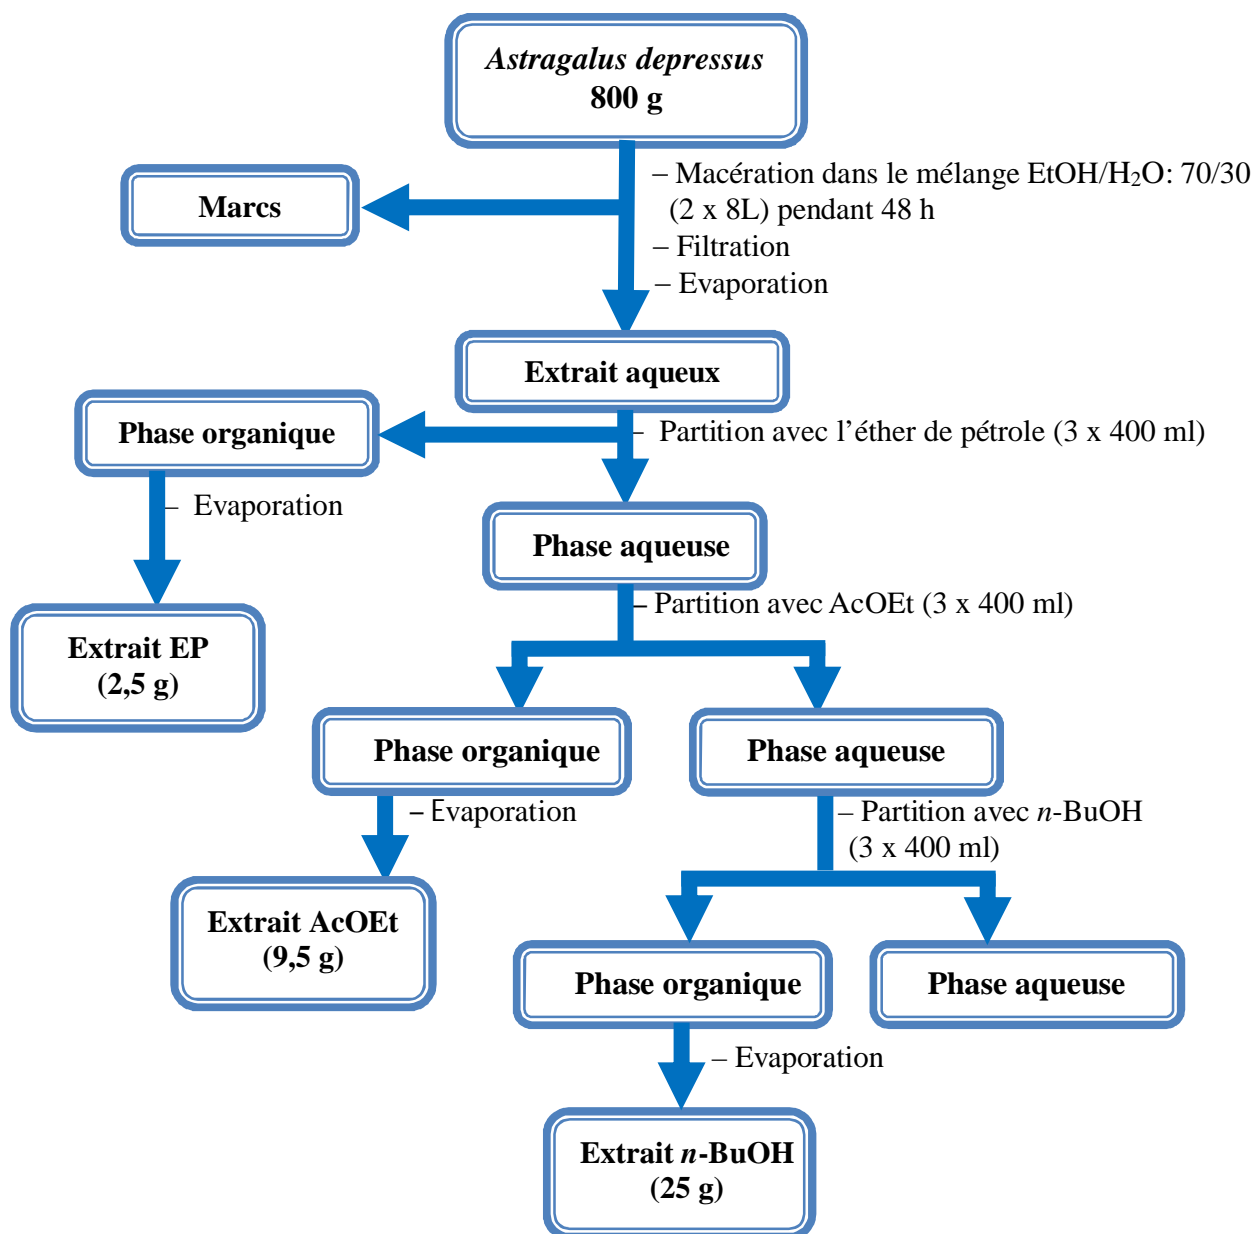 Astragalus depressus
800 g
– Macération dans le mélange EtOH/H₂O: 70/30
(2 x 8L) pendant 48 h
– Filtration
– Evaporation
Marcs
Extrait aqueux
Phase organique
– Partition avec l’éther de pétrole (3 x 400 ml)
– Evaporation
Phase aqueuse
– Partition avec AcOEt (3 x 400 ml)
Extrait EP
(2,5 g)
Phase organique
Phase aqueuse
– Evaporation
– Partition avec n-BuOH
(3 x 400 ml)
Extrait AcOEt
(9,5 g)
Phase organique
Phase aqueuse
– Evaporation
Extrait n-BuOH
(25 g)